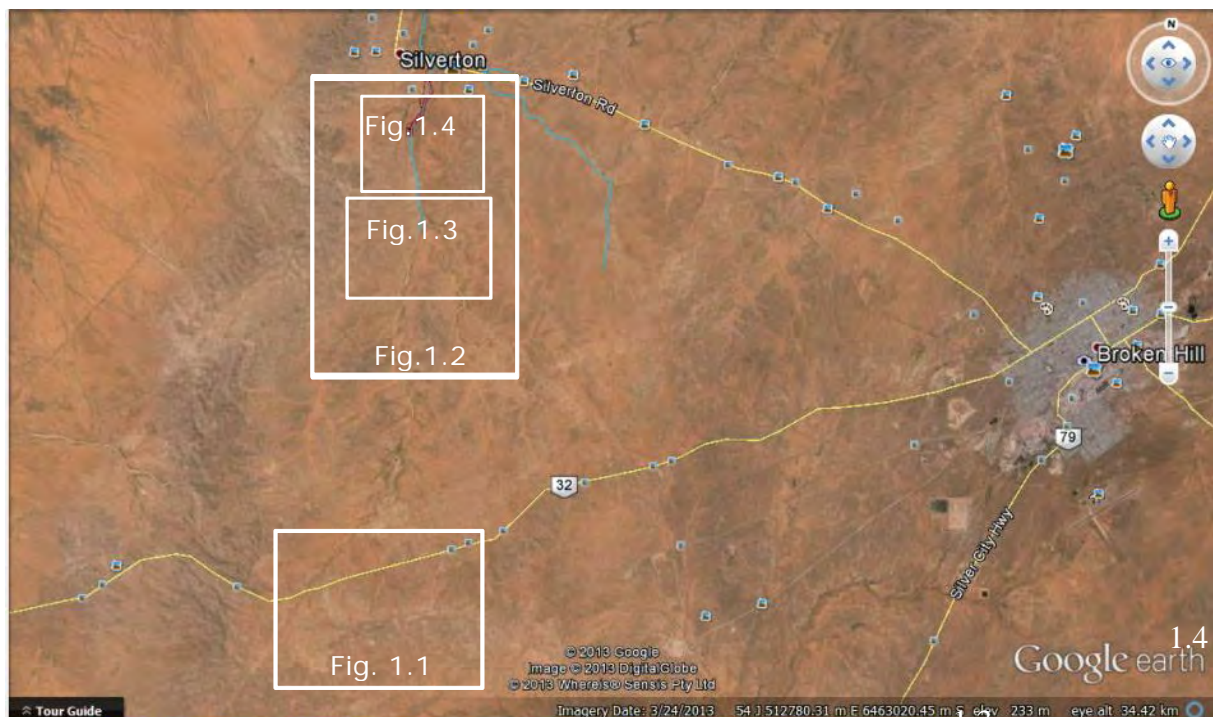 N
Silverton
Silverton Rd
Fig.1.4
Fig.1.3
Fig.1.2
Broken Hill
79
32
Silver City Hwy
Fig. 1.1
1.4
© 2013 Google
Image © 2013 DigitalGlobe
© 2013 Whereis® Sensis Pty Ltd
Google earth
Tour Guide
Imagery Date: 3/24/2013 54 J 512780.31 m E 6463020.45 m S elev 233 m eye alt 34.42 km